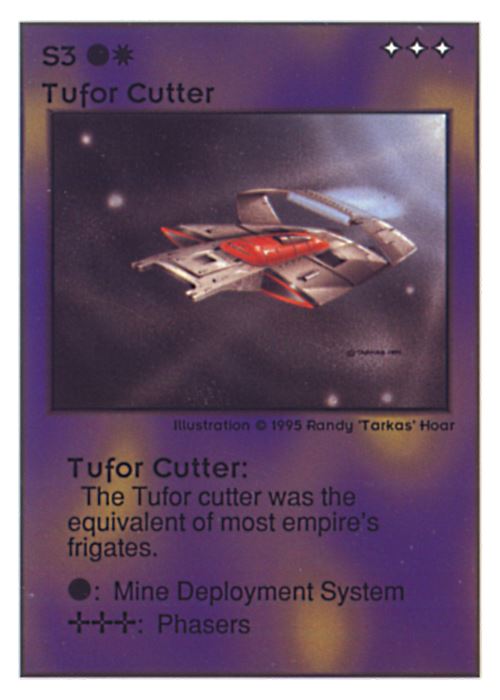 S3 ●✷ ✧✧✧
Tufor Cutter
Illustration © 1995 Randy 'Tarkas' Hoar
Tufor Cutter:
The Tufor cutter was the
equivalent of most empire's
frigates.
●: Mine Deployment System
✢✢✢: Phasers